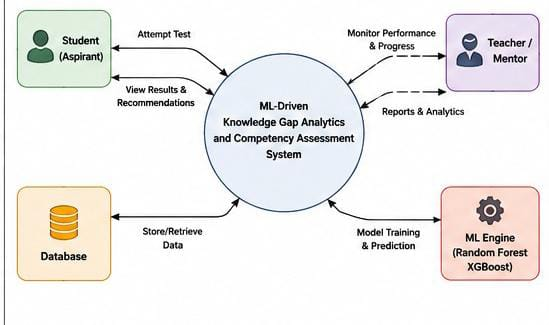 Student
(Aspirant)
Attempt Test
View Results &
Recommendations
Monitor Performance
& Progress
Teacher /
Mentor
Reports & Analytics
ML-Driven
Knowledge Gap Analytics
and Competency Assessment
System
Database
Store/Retrieve
Data
Model Training
& Prediction
ML Engine
(Random Forest
XGBoost)